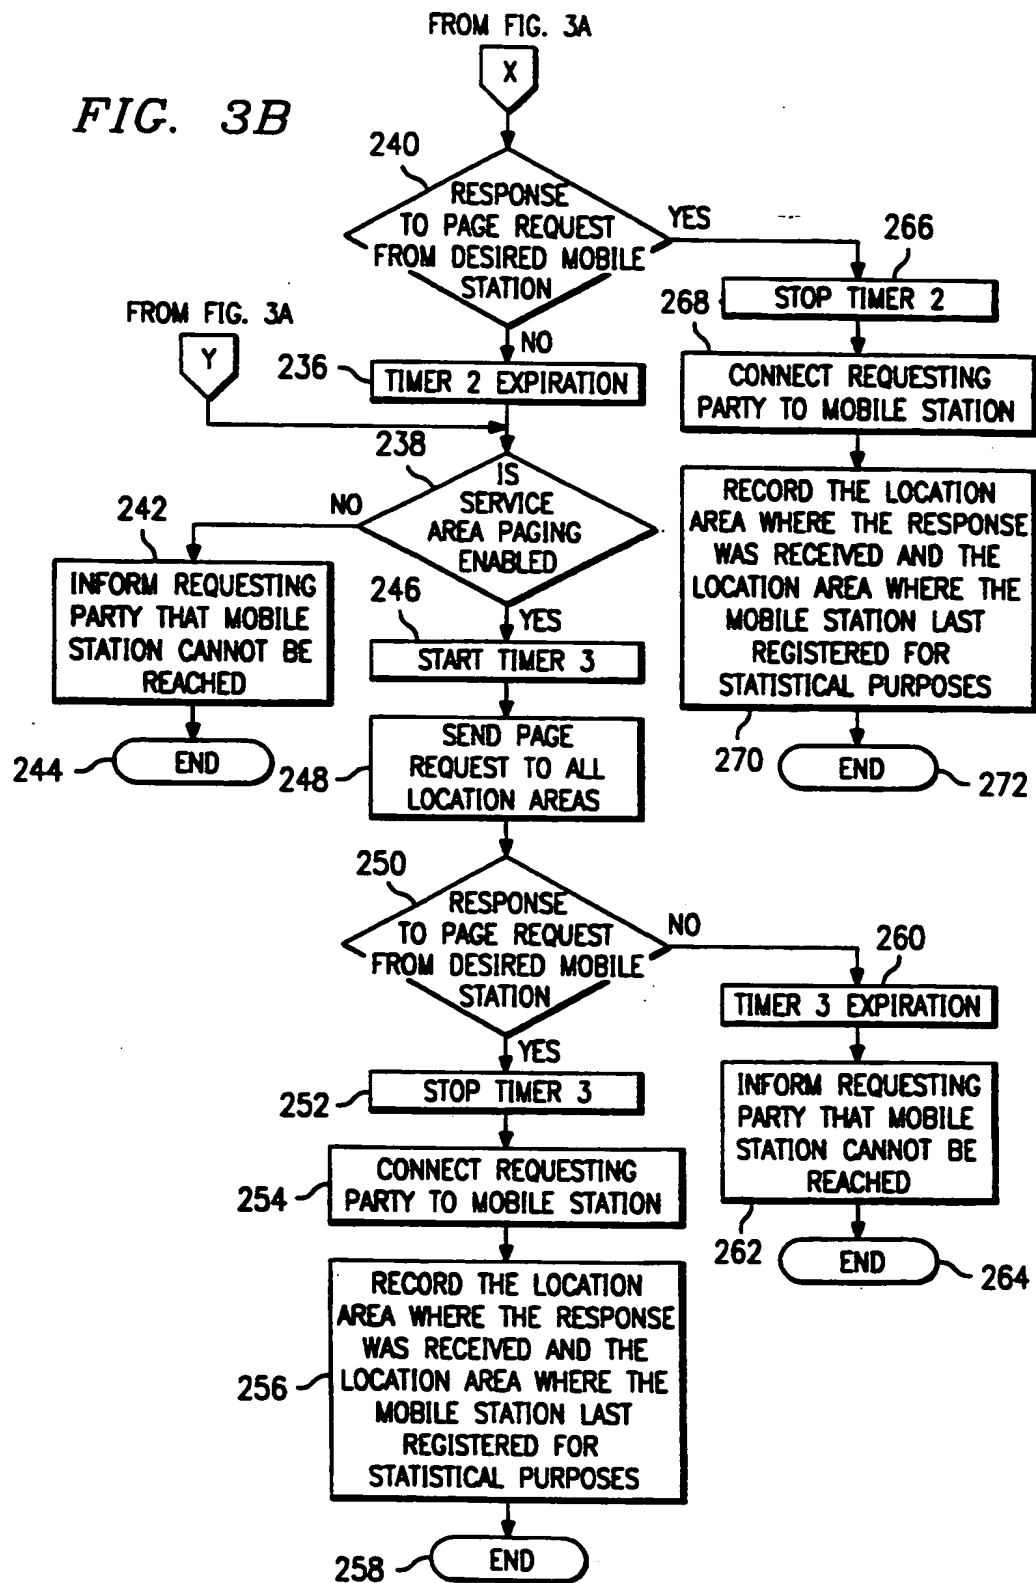 FROM FIG. 3A
X
FIG. 3B
240
RESPONSE
TO PAGE REQUEST
FROM DESIRED MOBILE
STATION
YES
266
STOP TIMER 2
268
CONNECT REQUESTING
PARTY TO MOBILE STATION
RECORD THE LOCATION
AREA WHERE THE RESPONSE
WAS RECEIVED AND THE
LOCATION AREA WHERE THE
MOBILE STATION LAST
REGISTERED FOR
STATISTICAL PURPOSES
270
END
272
NO
FROM FIG. 3A
Y
236
TIMER 2 EXPIRATION
238
IS
SERVICE
AREA PAGING
ENABLED
NO
242
INFORM REQUESTING
PARTY THAT MOBILE
STATION CANNOT BE
REACHED
244
END
YES
246
START TIMER 3
248
SEND PAGE
REQUEST TO ALL
LOCATION AREAS
250
RESPONSE
TO PAGE REQUEST
FROM DESIRED MOBILE
STATION
NO
260
TIMER 3 EXPIRATION
INFORM REQUESTING
PARTY THAT MOBILE
STATION CANNOT BE
REACHED
262
END
264
YES
252
STOP TIMER 3
254
CONNECT REQUESTING
PARTY TO MOBILE STATION
256
RECORD THE LOCATION
AREA WHERE THE RESPONSE
WAS RECEIVED AND THE
LOCATION AREA WHERE THE
MOBILE STATION LAST
REGISTERED FOR
STATISTICAL PURPOSES
258
END